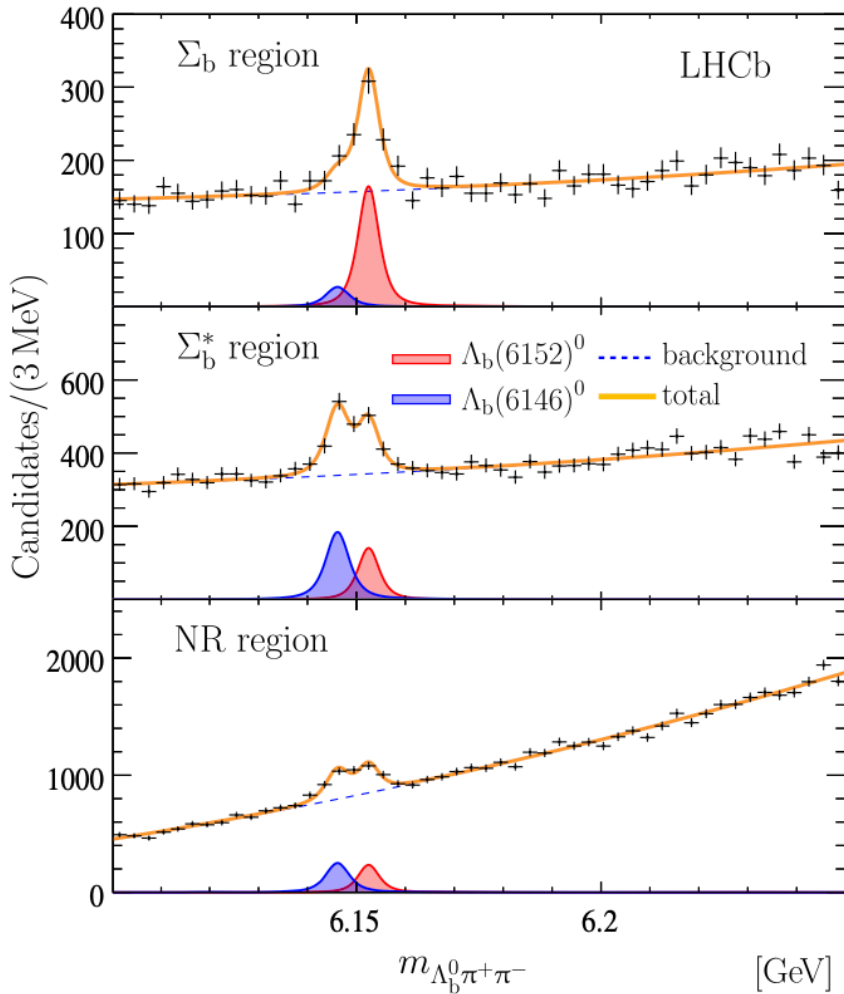 400
Σb region
LHCb
300
200
100
Σb* region
Λb(6152)0
background
Λb(6146)0
total
600
400
200
NR region
2000
1000
0
6.15
6.2
mΛb0π+π−
[GeV]
Candidates/(3 MeV)